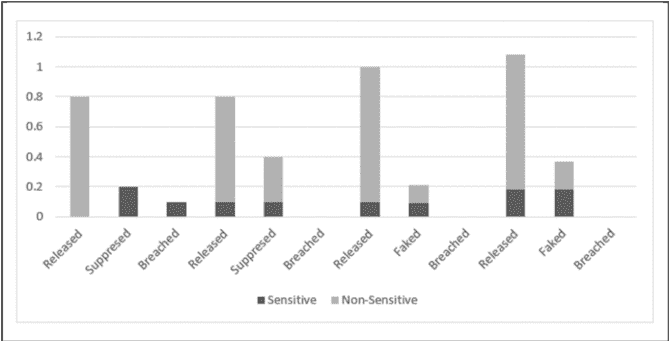 1.2
1
0.8
0.6
0.4
0.2
0
Released
Suppresed
Breached
Released
Suppresed
Breached
Released
Faked
Breached
Released
Faked
Breached
Sensitive
Non-Sensitive